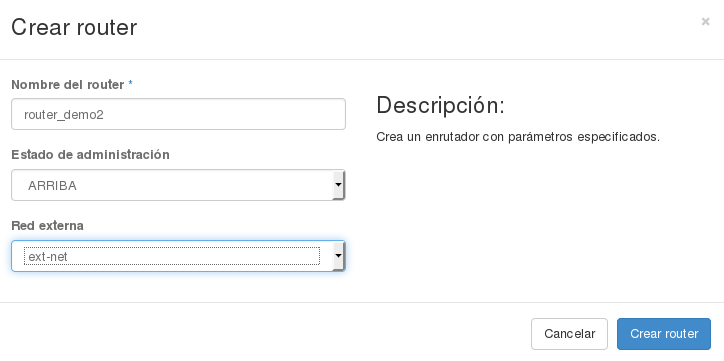 Crear router
×
Nombre del router *
router_demo2
Estado de administración
ARRIBA
Red externa
ext-net
Descripción:
Crea un enrutador con parámetros especificados.
Cancelar
Crear router